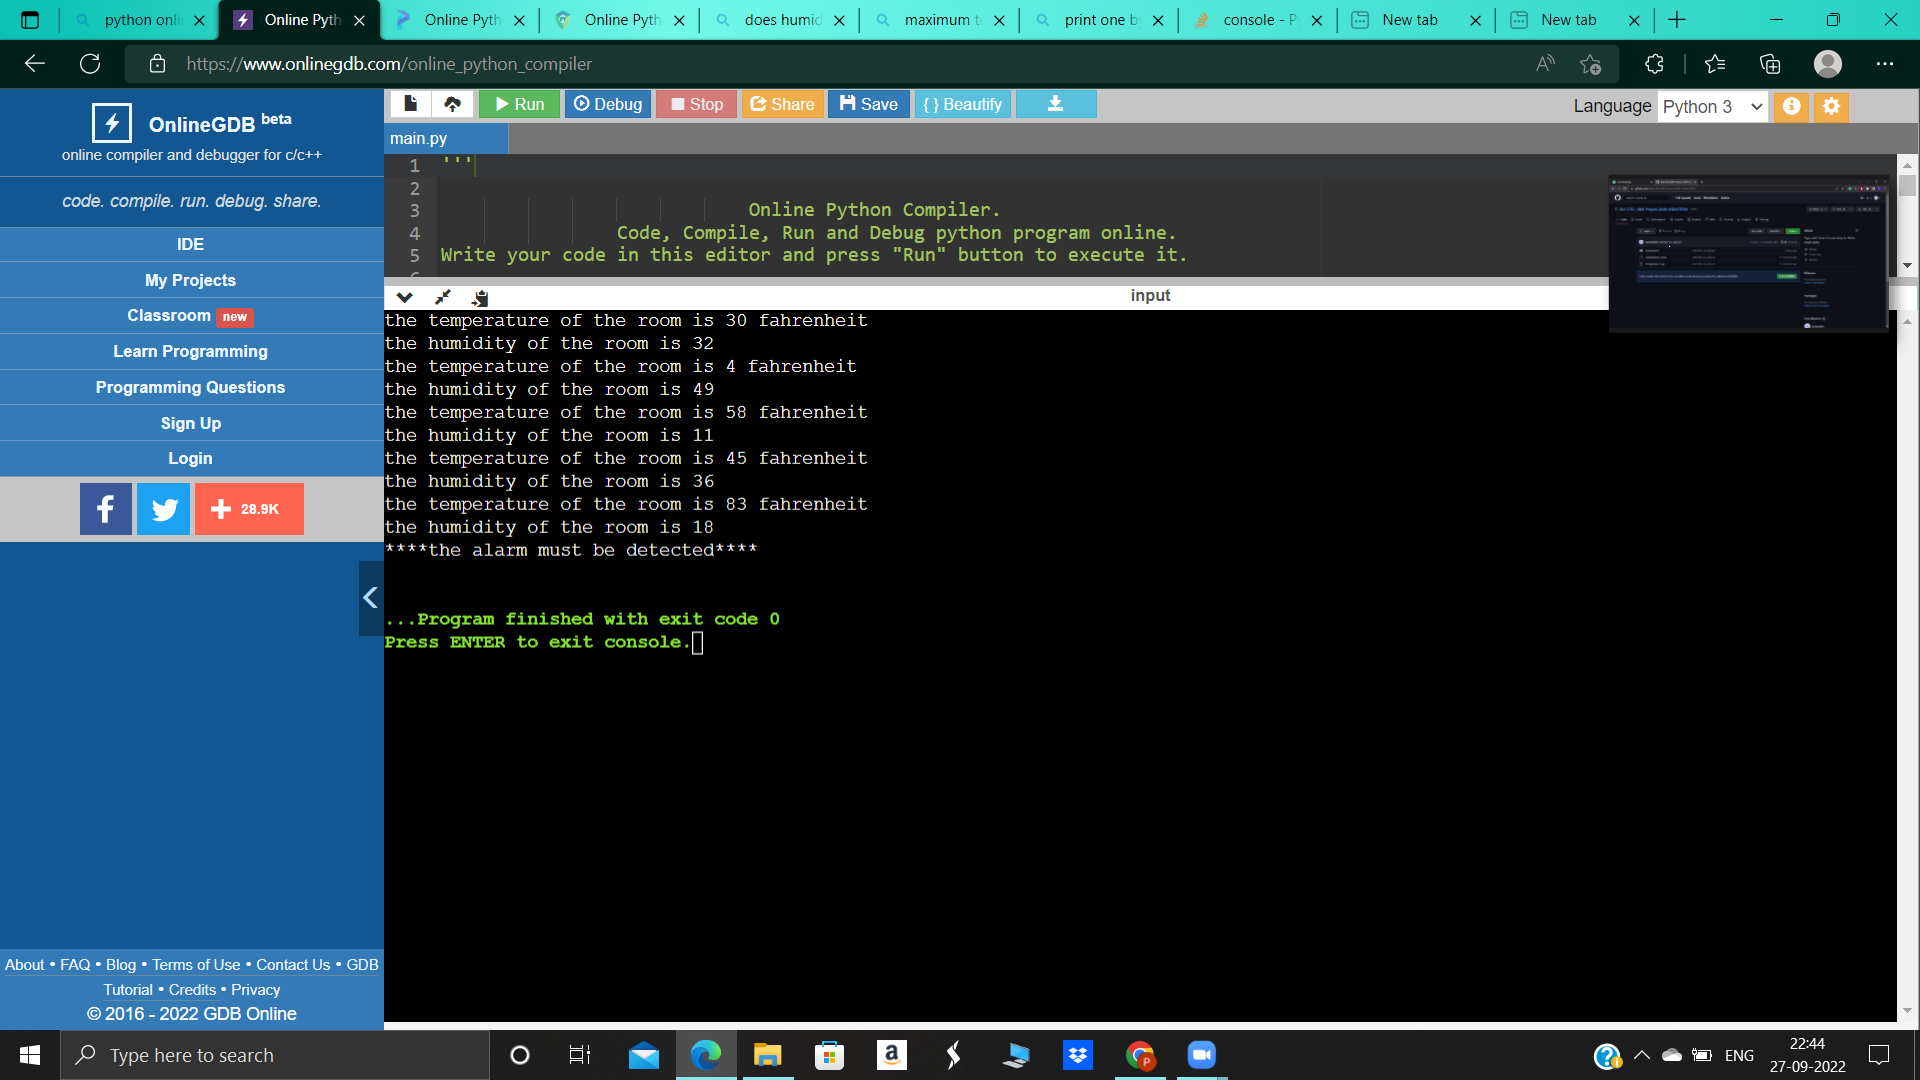 python onli
Online Pyth
Online Pyth
Online Pyth
does humid
maximum t
print one b
console - P
New tab
New tab
https://www.onlinegdb.com/online_python_compiler
OnlineGDB beta
online compiler and debugger for c/c++
code. compile. run. debug. share.
IDE
My Projects
Classroom new
Learn Programming
Programming Questions
Sign Up
Login
28.9K
About • FAQ • Blog • Terms of Use • Contact Us • GDB
Tutorial • Credits • Privacy
© 2016 - 2022 GDB Online
Run Debug Stop Share Save { } Beautify
Language Python 3
main.py
1 '''
2
3 Online Python Compiler.
4 Code, Compile, Run and Debug python program online.
5 Write your code in this editor and press "Run" button to execute it.
input
the temperature of the room is 30 fahrenheit
the humidity of the room is 32
the temperature of the room is 4 fahrenheit
the humidity of the room is 49
the temperature of the room is 58 fahrenheit
the humidity of the room is 11
the temperature of the room is 45 fahrenheit
the humidity of the room is 36
the temperature of the room is 83 fahrenheit
the humidity of the room is 18
****the alarm must be detected****
...Program finished with exit code 0
Press ENTER to exit console.
Type here to search
ENG
22:44
27-09-2022